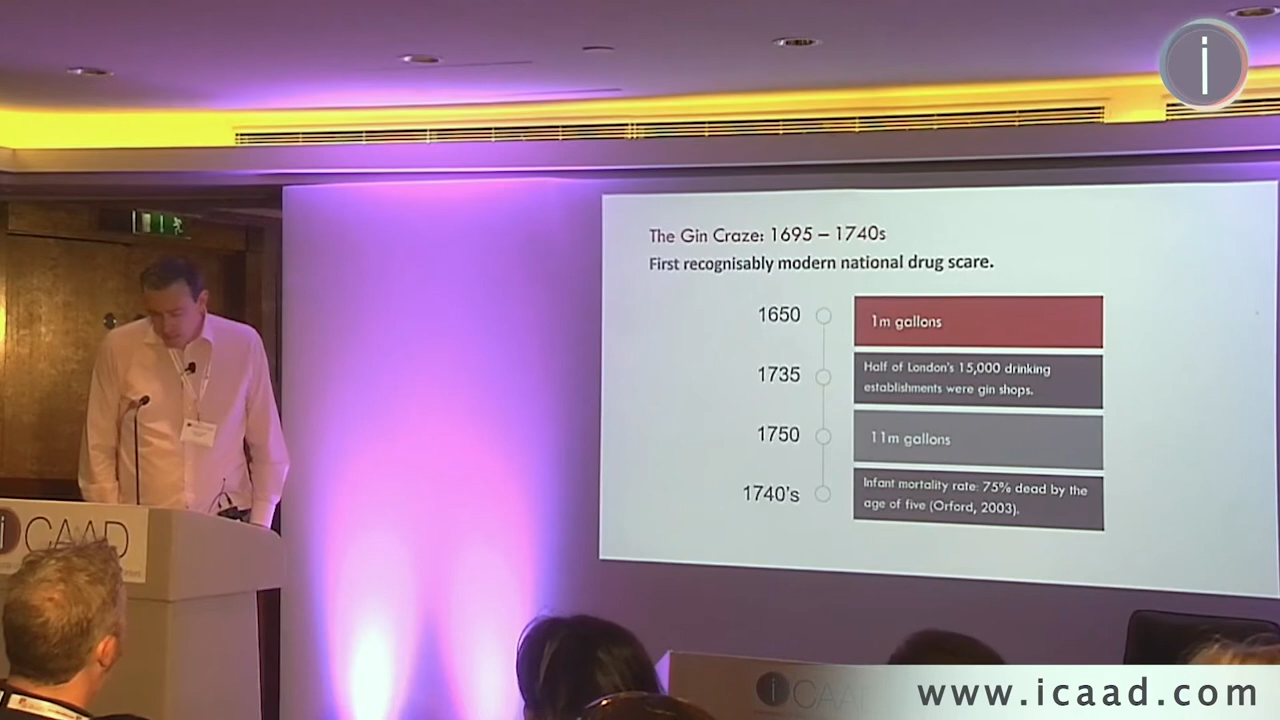 i
The Gin Craze: 1695 – 1740s
First recognisably modern national drug scare.
1650
1m gallons
1735
Half of London's 15,000 drinking
establishments were gin shops.
1750
11m gallons
1740's
Infant mortality rate: 75% dead by the
age of five (Orford, 2003).
i CAAD
i CAAD
www.icaad.com